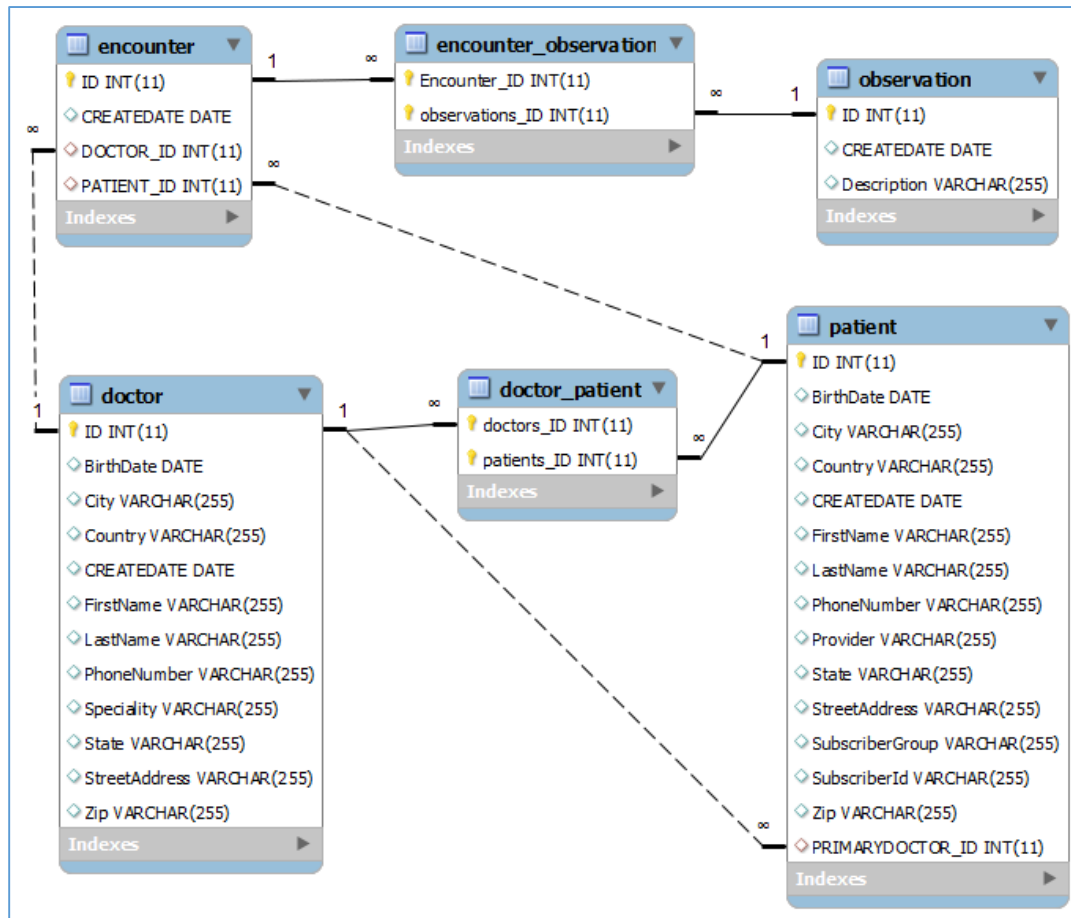 encounter
ID INT(11)
CREATEDATE DATE
DOCTOR_ID INT(11)
PATIENT_ID INT(11)
Indexes
1
∞
∞
∞
encounter_observation
Encounter_ID INT(11)
observations_ID INT(11)
Indexes
∞
1
observation
ID INT(11)
CREATEDATE DATE
Description VARCHAR(255)
Indexes
1
doctor
ID INT(11)
BirthDate DATE
City VARCHAR(255)
Country VARCHAR(255)
CREATEDATE DATE
FirstName VARCHAR(255)
LastName VARCHAR(255)
PhoneNumber VARCHAR(255)
Speciality VARCHAR(255)
State VARCHAR(255)
StreetAddress VARCHAR(255)
Zip VARCHAR(255)
Indexes
1
∞
doctor_patient
doctors_ID INT(11)
patients_ID INT(11)
Indexes
∞
1
patient
ID INT(11)
BirthDate DATE
City VARCHAR(255)
Country VARCHAR(255)
CREATEDATE DATE
FirstName VARCHAR(255)
LastName VARCHAR(255)
PhoneNumber VARCHAR(255)
Provider VARCHAR(255)
State VARCHAR(255)
StreetAddress VARCHAR(255)
SubscriberGroup VARCHAR(255)
SubscriberId VARCHAR(255)
Zip VARCHAR(255)
∞
PRIMARYDOCTOR_ID INT(11)
Indexes